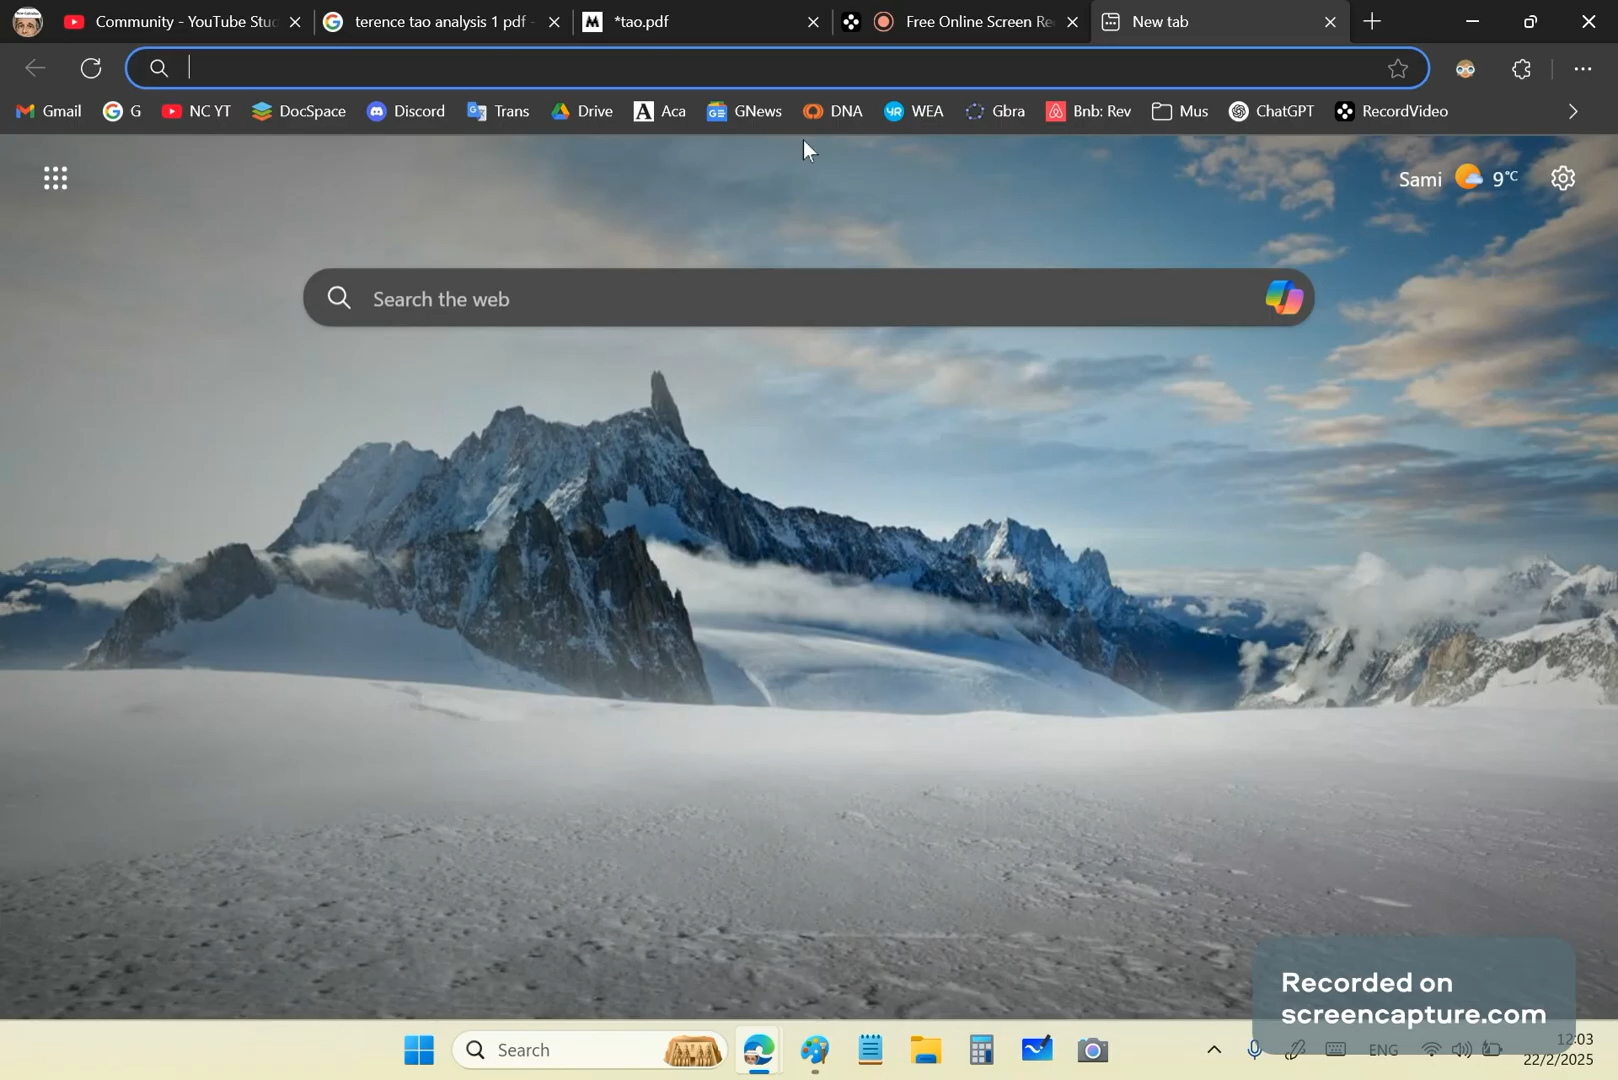 Community - YouTube Stu
terence tao analysis 1 pdf -
*tao.pdf
Free Online Screen Re
New tab
Gmail
G
NC YT
DocSpace
Discord
Trans
Drive
Aca
GNews
DNA
WEA
Gbra
Bnb: Rev
Mus
ChatGPT
RecordVideo
Sami
9°C
Search the web
Recorded on
screencapture.com
Search
ENG
12:03
22/2/2025